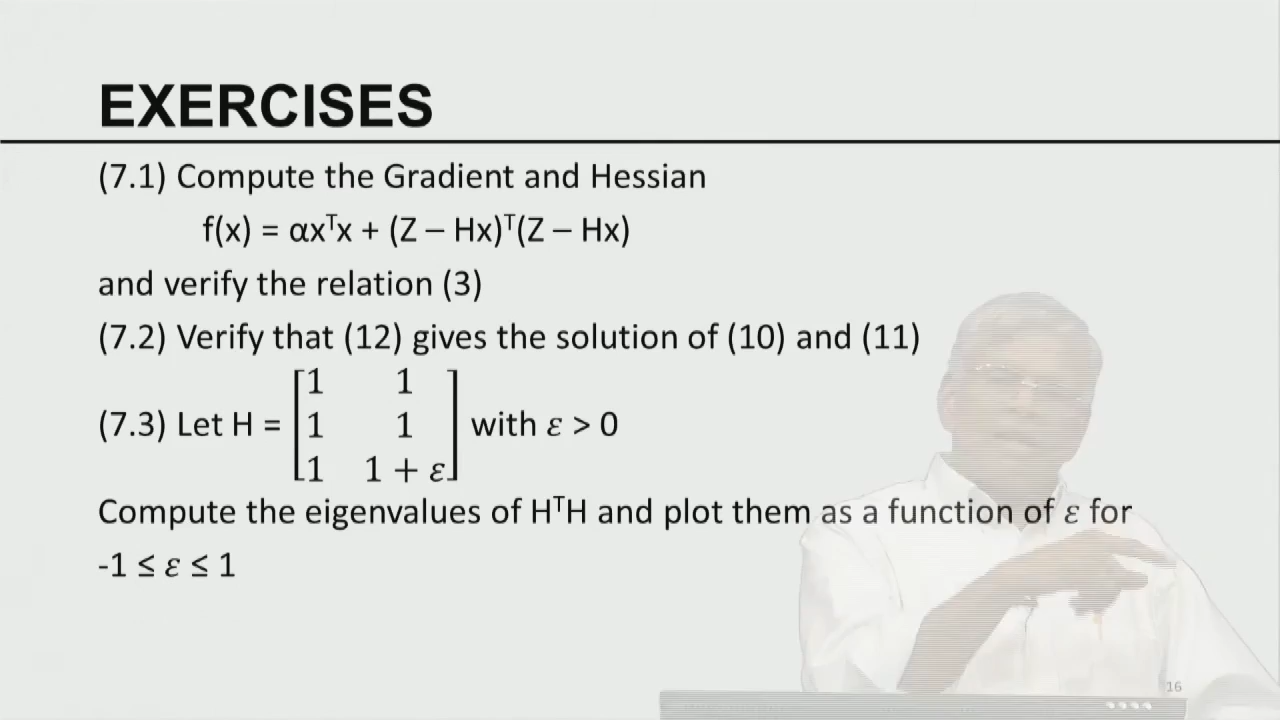 EXERCISES
(7.1) Compute the Gradient and Hessian
f(x) = αxᵀx + (Z – Hx)ᵀ(Z – Hx)
and verify the relation (3)
(7.2) Verify that (12) gives the solution of (10) and (11)
(7.3) Let H = [1 1; 1 1; 1 1 + ε] with ε > 0
Compute the eigenvalues of HᵀH and plot them as a function of ε for
-1 ≤ ε ≤ 1
16